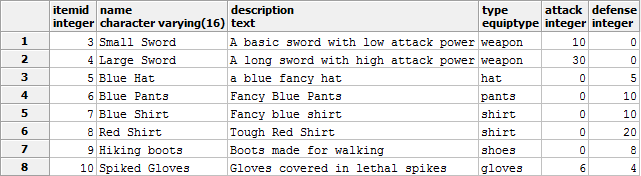 itemid name description type attack defense
integer character varying(16) text equiptype integer integer
1 3 Small Sword A basic sword with low attack power weapon 10 0
2 4 Large Sword A long sword with high attack power weapon 30 0
3 5 Blue Hat a blue fancy hat hat 0 5
4 6 Blue Pants Fancy Blue Pants pants 0 10
5 7 Blue Shirt Fancy blue shirt shirt 0 10
6 8 Red Shirt Tough Red Shirt shirt 0 20
7 9 Hiking boots Boots made for walking shoes 0 8
8 10 Spiked Gloves Gloves covered in lethal spikes gloves 6 4